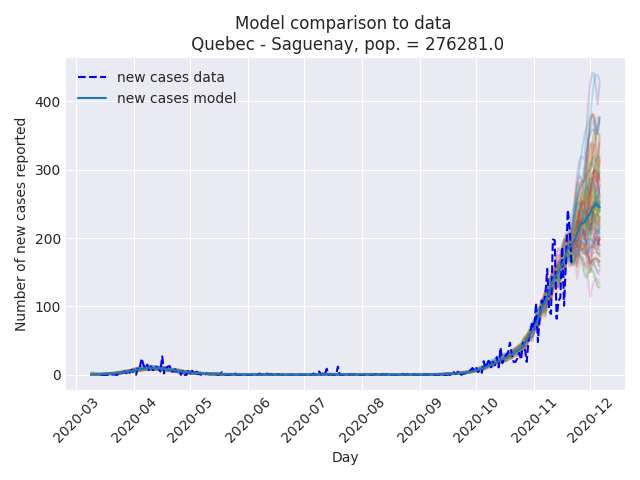 Model comparison to data
Quebec - Saguenay, pop. = 276281.0
new cases data
new cases model
Number of new cases reported
400
300
200
100
0
2020-03
2020-04
2020-05
2020-06
2020-07
2020-08
2020-09
2020-10
2020-11
2020-12
Day